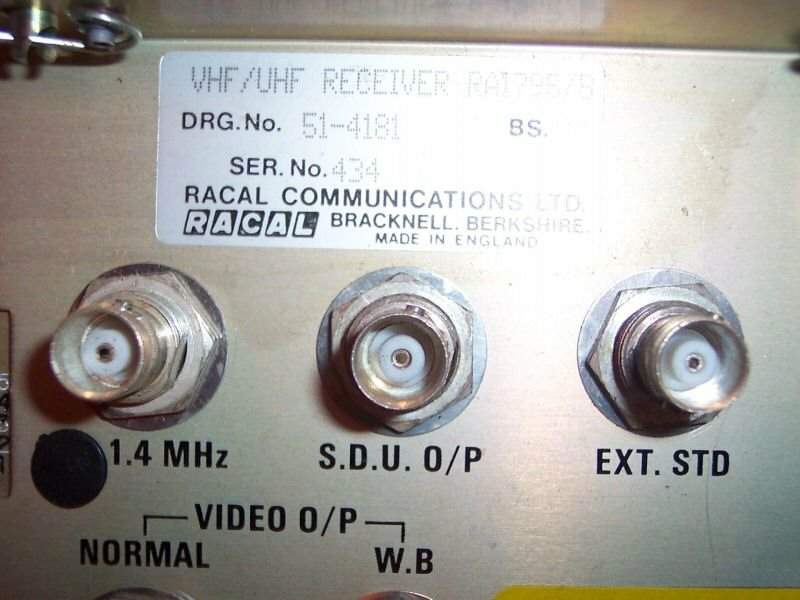 VHF/UHF RECEIVER RA1795/B
DRG.No. 51-4181 BS.
SER.No. 434
RACAL COMMUNICATIONS LTD.
RACAL BRACKNELL. BERKSHIRE.
MADE IN ENGLAND
1.4 MHz S.D.U. O/P EXT. STD
VIDEO O/P
NORMAL W.B